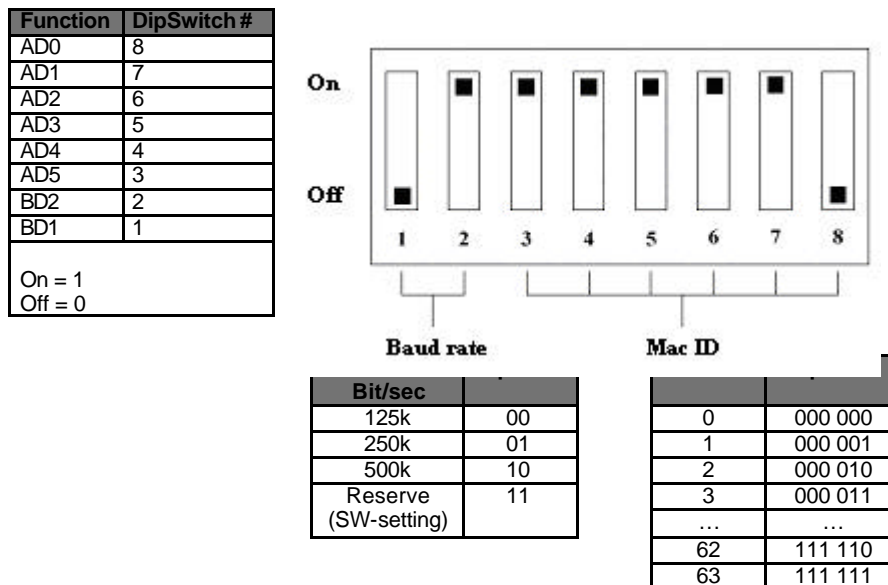 Function DipSwitch #
AD0 8
AD1 7
AD2 6
AD3 5
AD4 4
AD5 3
BD2 2
BD1 1
On = 1
Off = 0
On
Off
1 2 3 4 5 6 7 8
Baud rate Mac ID
Bit/sec
125k 00
250k 01
500k 10
Reserve 11
(SW-setting)
0 000 000
1 000 001
2 000 010
3 000 011
… …
62 111 110
63 111 111